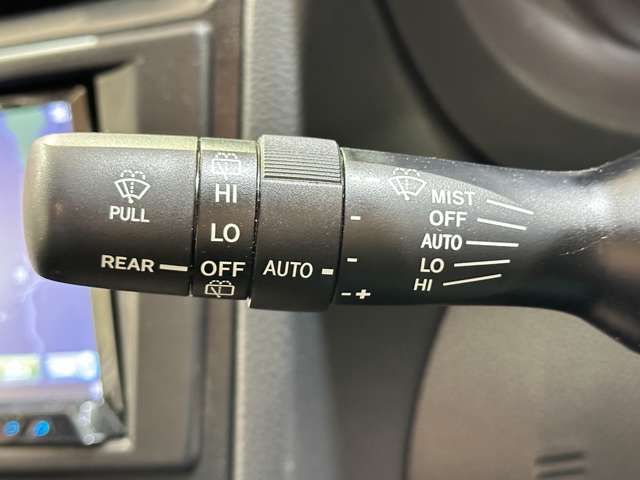 PULL
REAR
HI
LO
OFF
AUTO
- +
MIST
OFF
AUTO
LO
HI